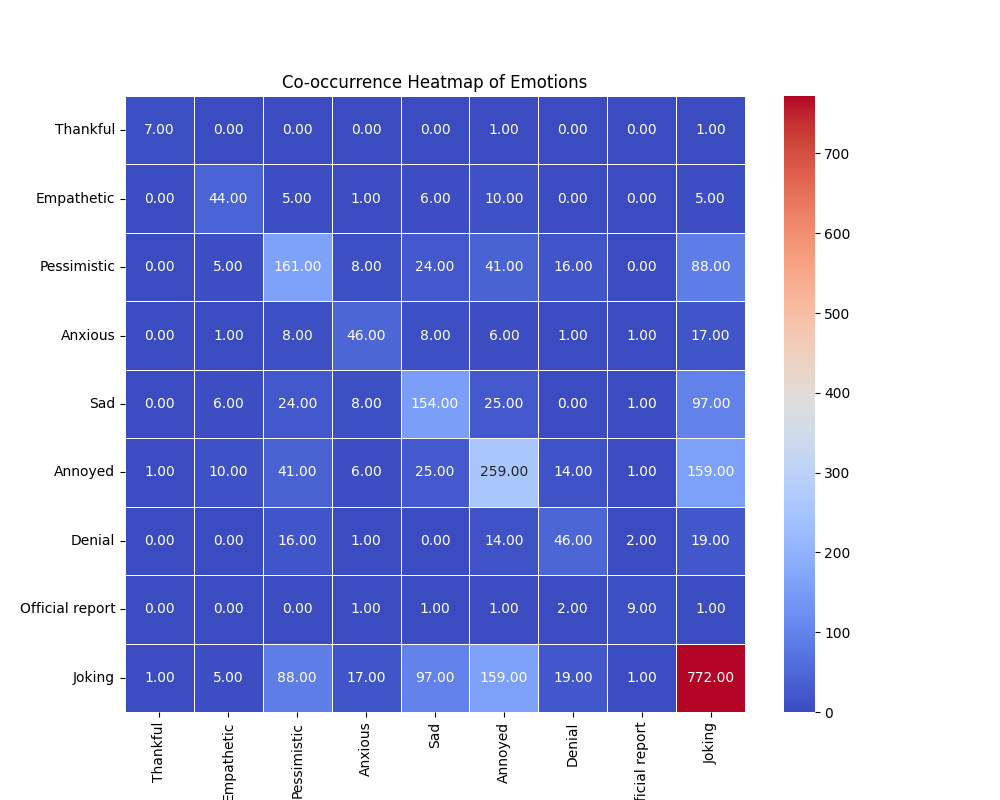 Co-occurrence Heatmap of Emotions
Thankful 7.00 0.00 0.00 0.00 0.00 1.00 0.00 0.00 1.00
Empathetic 0.00 44.00 5.00 1.00 6.00 10.00 0.00 0.00 5.00
Pessimistic 0.00 5.00 161.00 8.00 24.00 41.00 16.00 0.00 88.00
Anxious 0.00 1.00 8.00 46.00 8.00 6.00 1.00 1.00 17.00
Sad 0.00 6.00 24.00 8.00 154.00 25.00 0.00 1.00 97.00
Annoyed 1.00 10.00 41.00 6.00 25.00 259.00 14.00 1.00 159.00
Denial 0.00 0.00 16.00 1.00 0.00 14.00 46.00 2.00 19.00
Official report 0.00 0.00 0.00 1.00 1.00 1.00 2.00 9.00 1.00
Joking 1.00 5.00 88.00 17.00 97.00 159.00 19.00 1.00 772.00
Thankful
Empathetic
Pessimistic
Anxious
Sad
Annoyed
Denial
ficial report
Joking
700
600
500
400
300
200
100
0